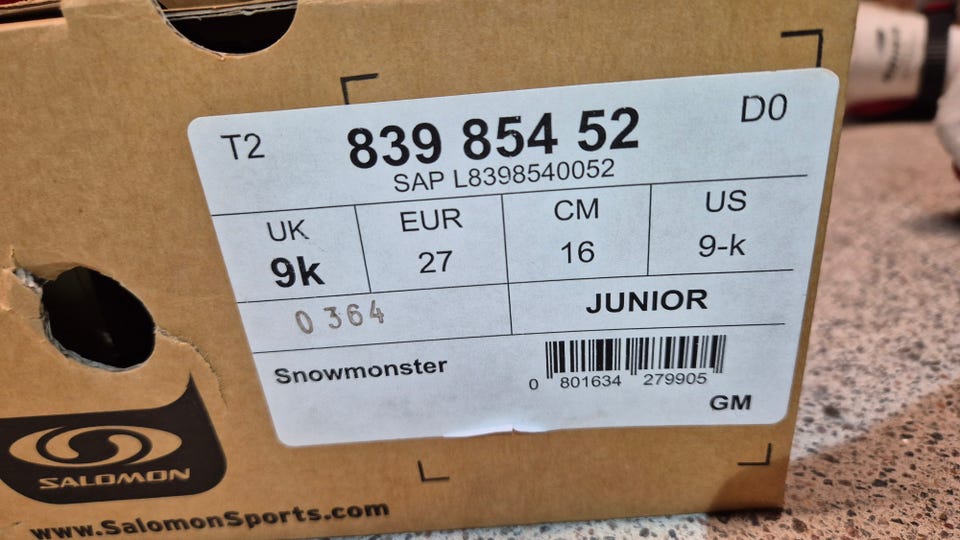 T2 839 854 52 D0
SAP L8398540052
UK EUR CM US
9k 27 16 9-k
0364 JUNIOR
Snowmonster
0 801634 279905
GM
SALOMON
www.SalomonSports.com